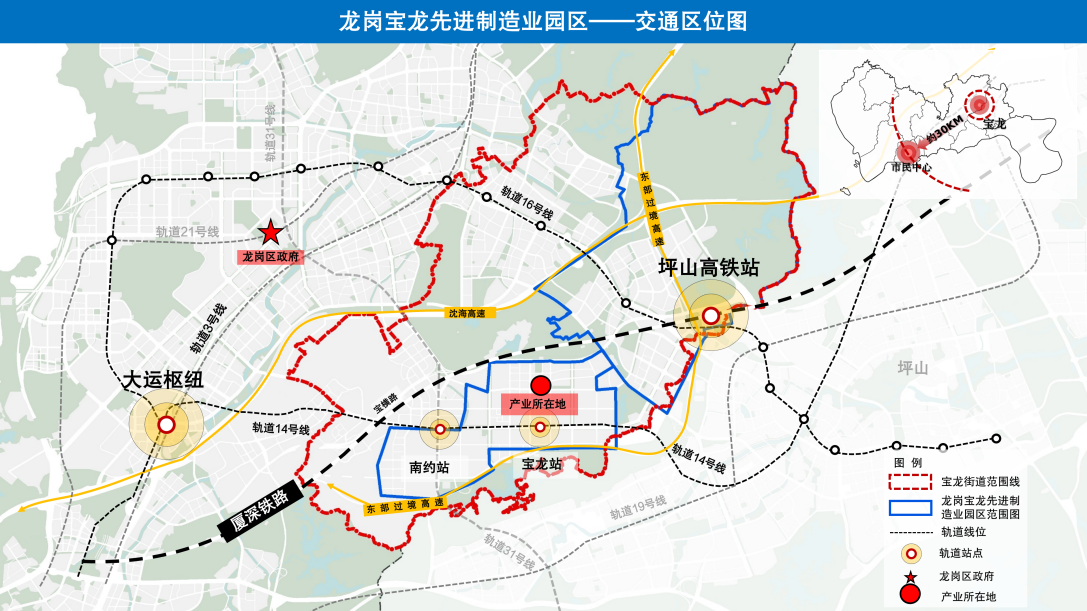 龙岗宝龙先进制造业园区——交通区位图
轨道31号线
约30KM
宝龙
市民中心
轨道16号线
东部过境高速
轨道21号线
龙岗区政府
坪山高铁站
沈海高速
轨道3号线
大运枢纽
坪山
宝横路
产业所在地
轨道14号线
南约站
宝龙站
轨道14号线
厦深铁路
东部过境高速
轨道19号线
轨道31号线
图 例
宝龙街道范围线
龙岗宝龙先进制
造业园区范围图
轨道线位
轨道站点
龙岗区政府
产业所在地